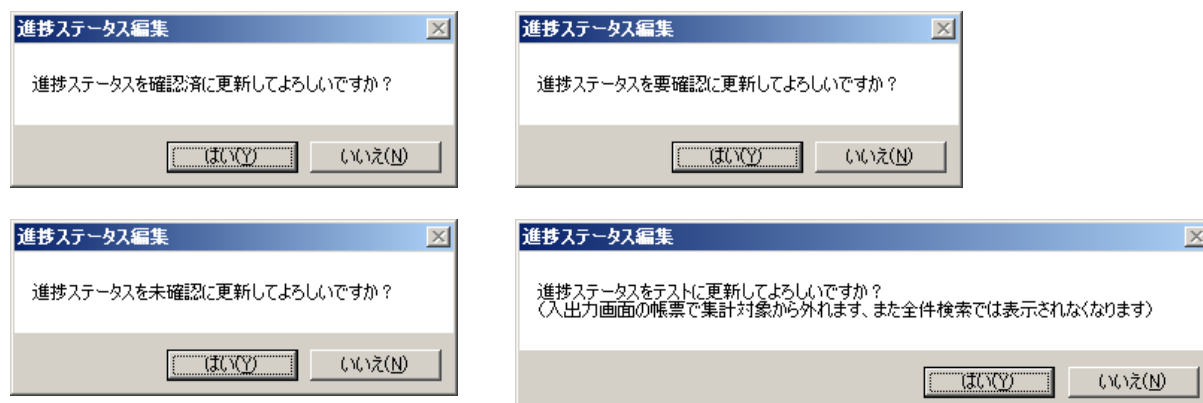 進捗ステータス編集
進捗ステータスを確認済に更新してよろしいですか？
はい(Y)
いいえ(N)
進捗ステータス編集
進捗ステータスを要確認に更新してよろしいですか？
はい(Y)
いいえ(N)
進捗ステータス編集
進捗ステータスを未確認に更新してよろしいですか？
はい(Y)
いいえ(N)
進捗ステータス編集
進捗ステータスをテストに更新してよろしいですか？
（入出力画面の帳票で集計対象から外れます、また全件検索では表示されなくなります）
はい(Y)
いいえ(N)